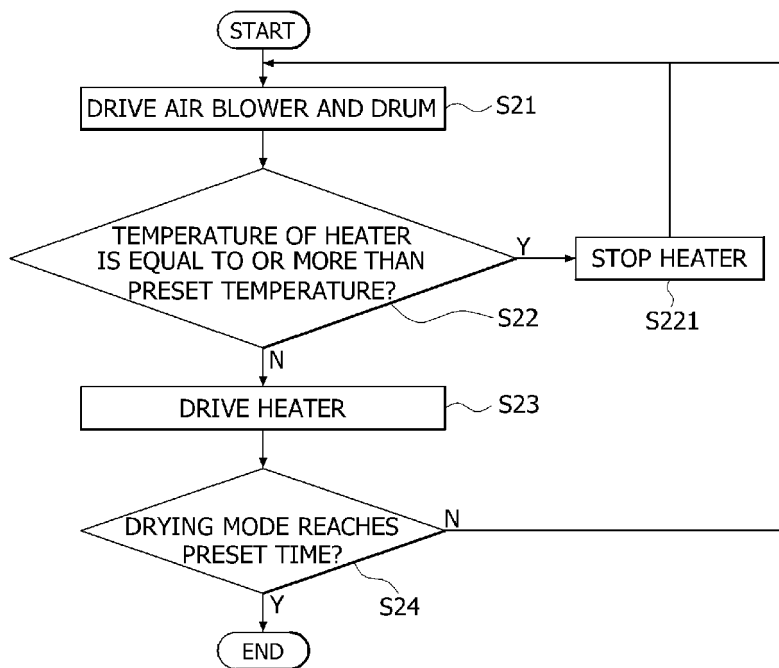 START
DRIVE AIR BLOWER AND DRUM
S21
TEMPERATURE OF HEATER
IS EQUAL TO OR MORE THAN
PRESET TEMPERATURE?
Y
STOP HEATER
S22
S221
N
DRIVE HEATER
S23
DRYING MODE REACHES
PRESET TIME?
N
S24
Y
END